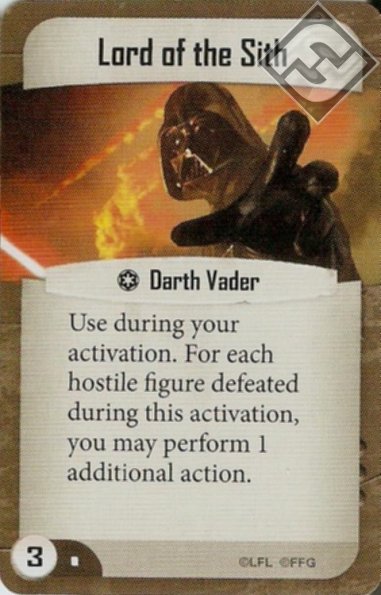 Lord of the Sith
Darth Vader
Use during your
activation. For each
hostile figure defeated
during this activation,
you may perform 1
additional action.
3
©LFL ©FFG